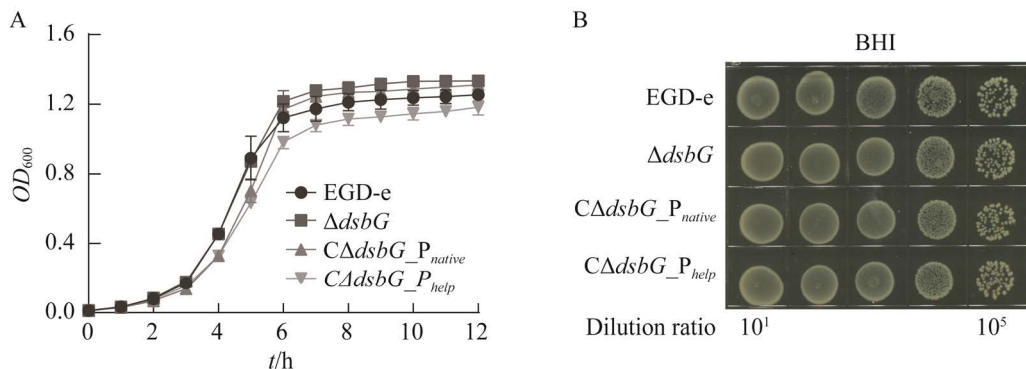 A
1.6
1.2
0.8
0.4
0.0
OD600
0 2 4 6 8 10 12
t/h
EGD-e
ΔdsbG
CΔdsbG_Pnative
CΔdsbG_Phelp
B
BHI
EGD-e
ΔdsbG
CΔdsbG_Pnative
CΔdsbG_Phelp
Dilution ratio 10¹ 10⁵